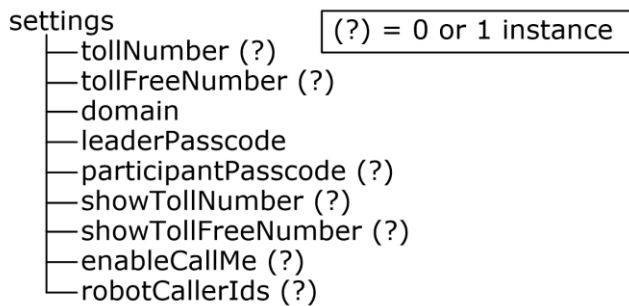 settings
(?) = 0 or 1 instance
tollNumber (?)
tollFreeNumber (?)
domain
leaderPasscode
participantPasscode (?)
showTollNumber (?)
showTollFreeNumber (?)
enableCallMe (?)
robotCallerIds (?)